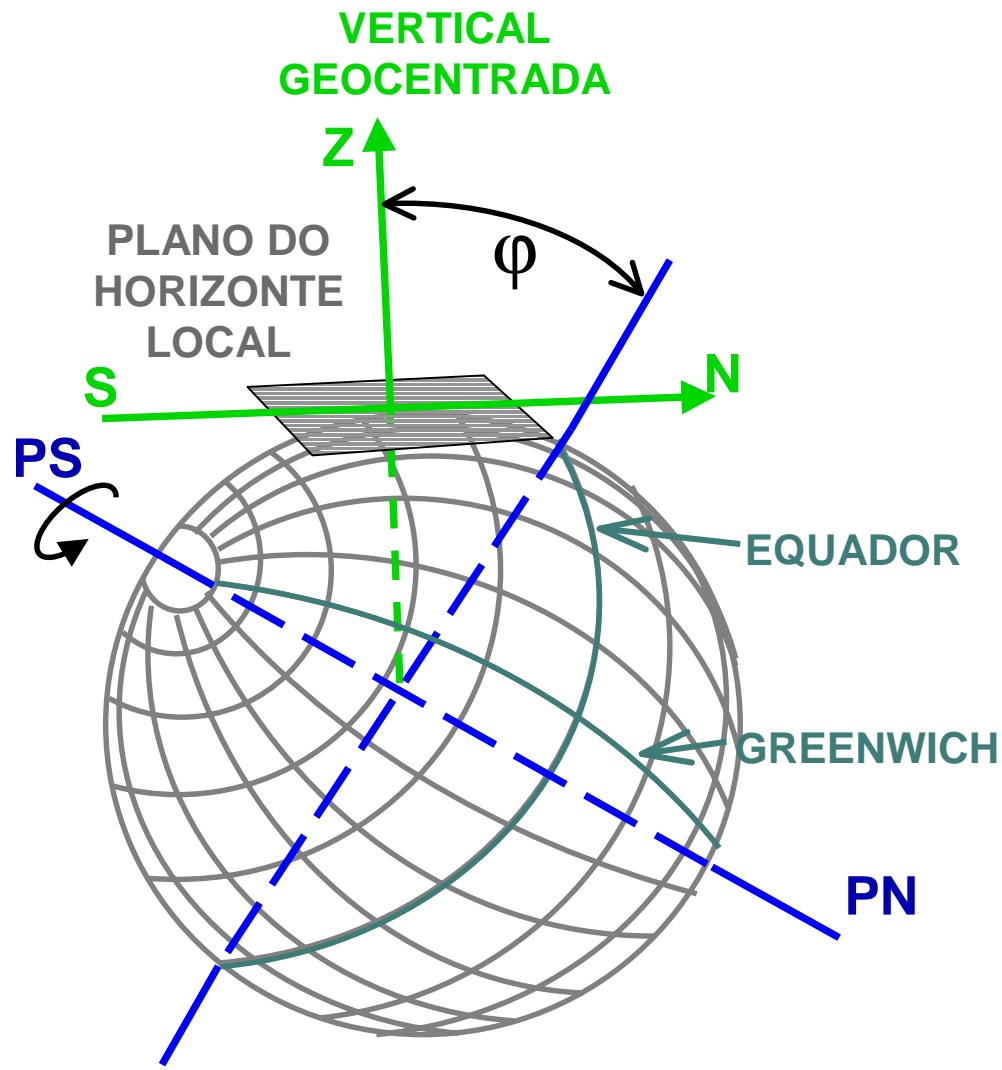 VERTICAL
GEOCENTRADA
Z
φ
PLANO DO
HORIZONTE
LOCAL
S
N
PS
EQUADOR
GREENWICH
PN